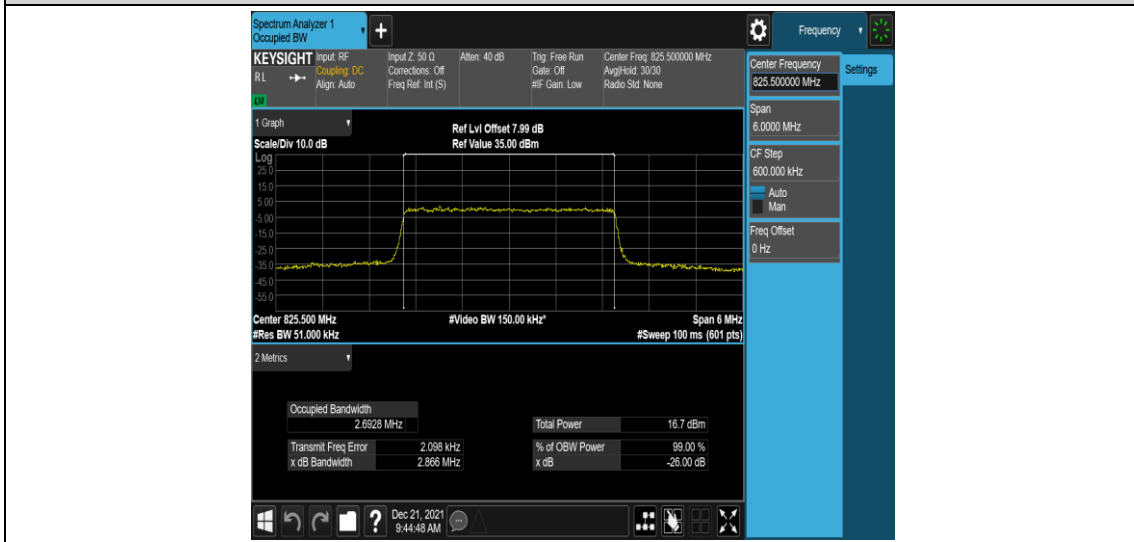 Spectrum Analyzer 1
Occupied BW
Frequency
KEYSIGHT
RL
Input: RF
Coupling: DC
Align: Auto
Input Z: 50 Ω
Corrections: Off
Freq Ref: Int (S)
Atten: 40 dB
Trig: Free Run
Gate: Off
#IF Gain: Low
Center Freq: 825.500000 MHz
Avg|Hold: 30/30
Radio Std: None
Center Frequency
825.500000 MHz
Settings
Span
6.0000 MHz
CF Step
600.000 kHz
Auto
Man
Freq Offset
0 Hz
1 Graph
Scale/Div 10.0 dB
Ref Lvl Offset 7.99 dB
Ref Value 35.00 dBm
Log
25.0
15.0
5.00
-5.00
-15.0
-25.0
-35.0
-45.0
-55.0
Center 825.500 MHz
#Video BW 150.00 kHz*
Span 6 MHz
#Res BW 51.000 kHz
#Sweep 100 ms (601 pts)
2 Metrics
Occupied Bandwidth
2.6928 MHz
Total Power 16.7 dBm
Transmit Freq Error 2.098 kHz
% of OBW Power 99.00 %
x dB Bandwidth 2.866 MHz
x dB -26.00 dB
?
Dec 21, 2021
9:44:48 AM